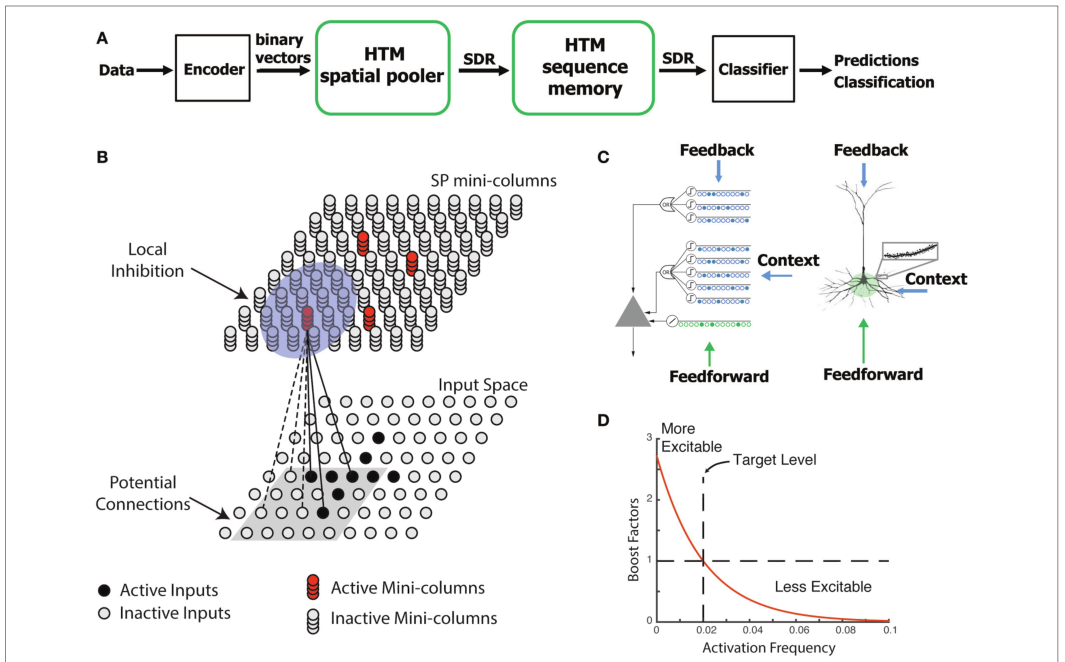 A
Data
Encoder
binary
vectors
HTM
spatial pooler
SDR
HTM
sequence
memory
SDR
Classifier
Predictions
Classification
B
SP mini-columns
Local
Inhibition
Input Space
Potential
Connections
Active Inputs
Inactive Inputs
Active Mini-columns
Inactive Mini-columns
C
Feedback
OR
Context
OR
Feedforward
Feedback
Context
Feedforward
D
More
Excitable
Target Level
Less Excitable
Boost Factors
3
2
1
0
0
0.02
0.04
0.06
0.08
0.1
Activation Frequency